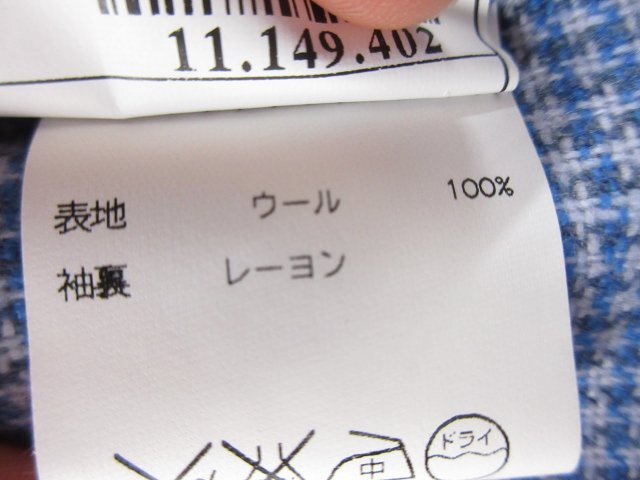 11.149.402
表地 ウール 100%
袖裏 レーヨン
中 ドライ